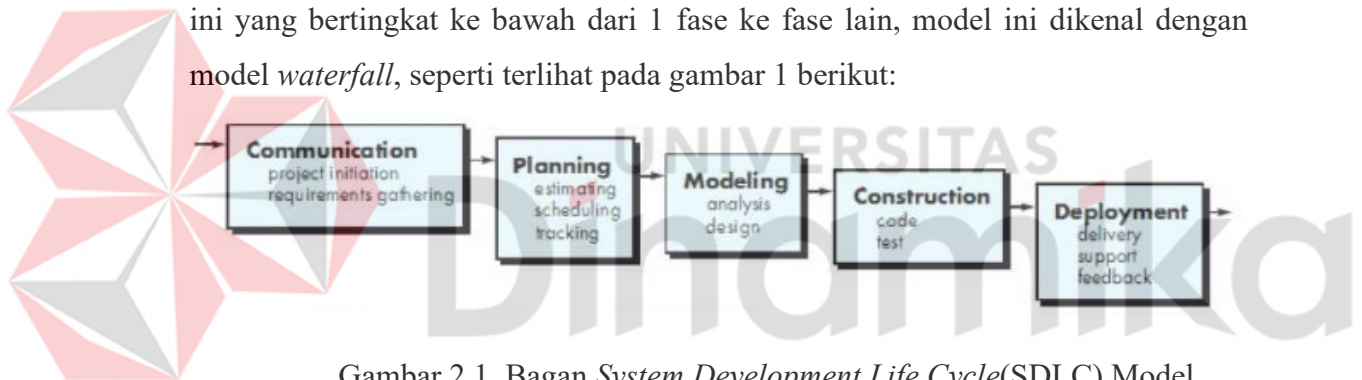 ini yang bertingkat ke bawah dari 1 fase ke fase lain, model ini dikenal dengan
model waterfall, seperti terlihat pada gambar 1 berikut:
UNIVERSITAS
Dinamika
Communication
project initiation
requirements gathering
Planning
estimating
scheduling
tracking
Modeling
analysis
design
Construction
code
test
Deployment
delivery
support
feedback
Gambar 2.1 Bagan System Development Life Cycle(SDLC) Model